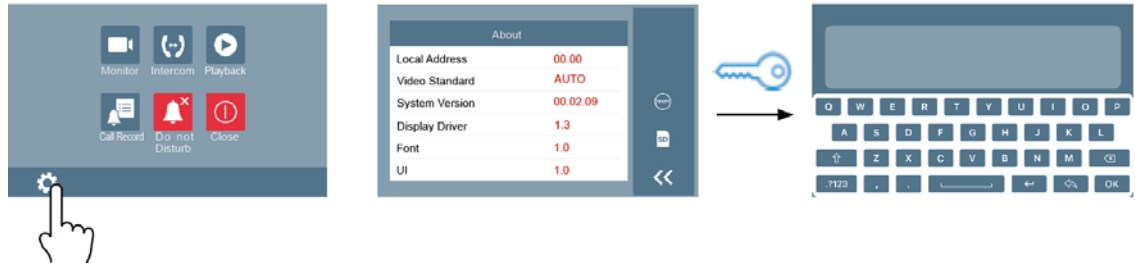 Monitor Intercom Playback
Call Record Do not Disturb Close
About
Local Address 00.00
Video Standard AUTO
System Version 00.02.09
Display Driver 1.3
Font 1.0
UI 1.0
SD
Q W E R T Y U I O P
A S D F G H J K L
Z X C V B N M
.?123 , . OK